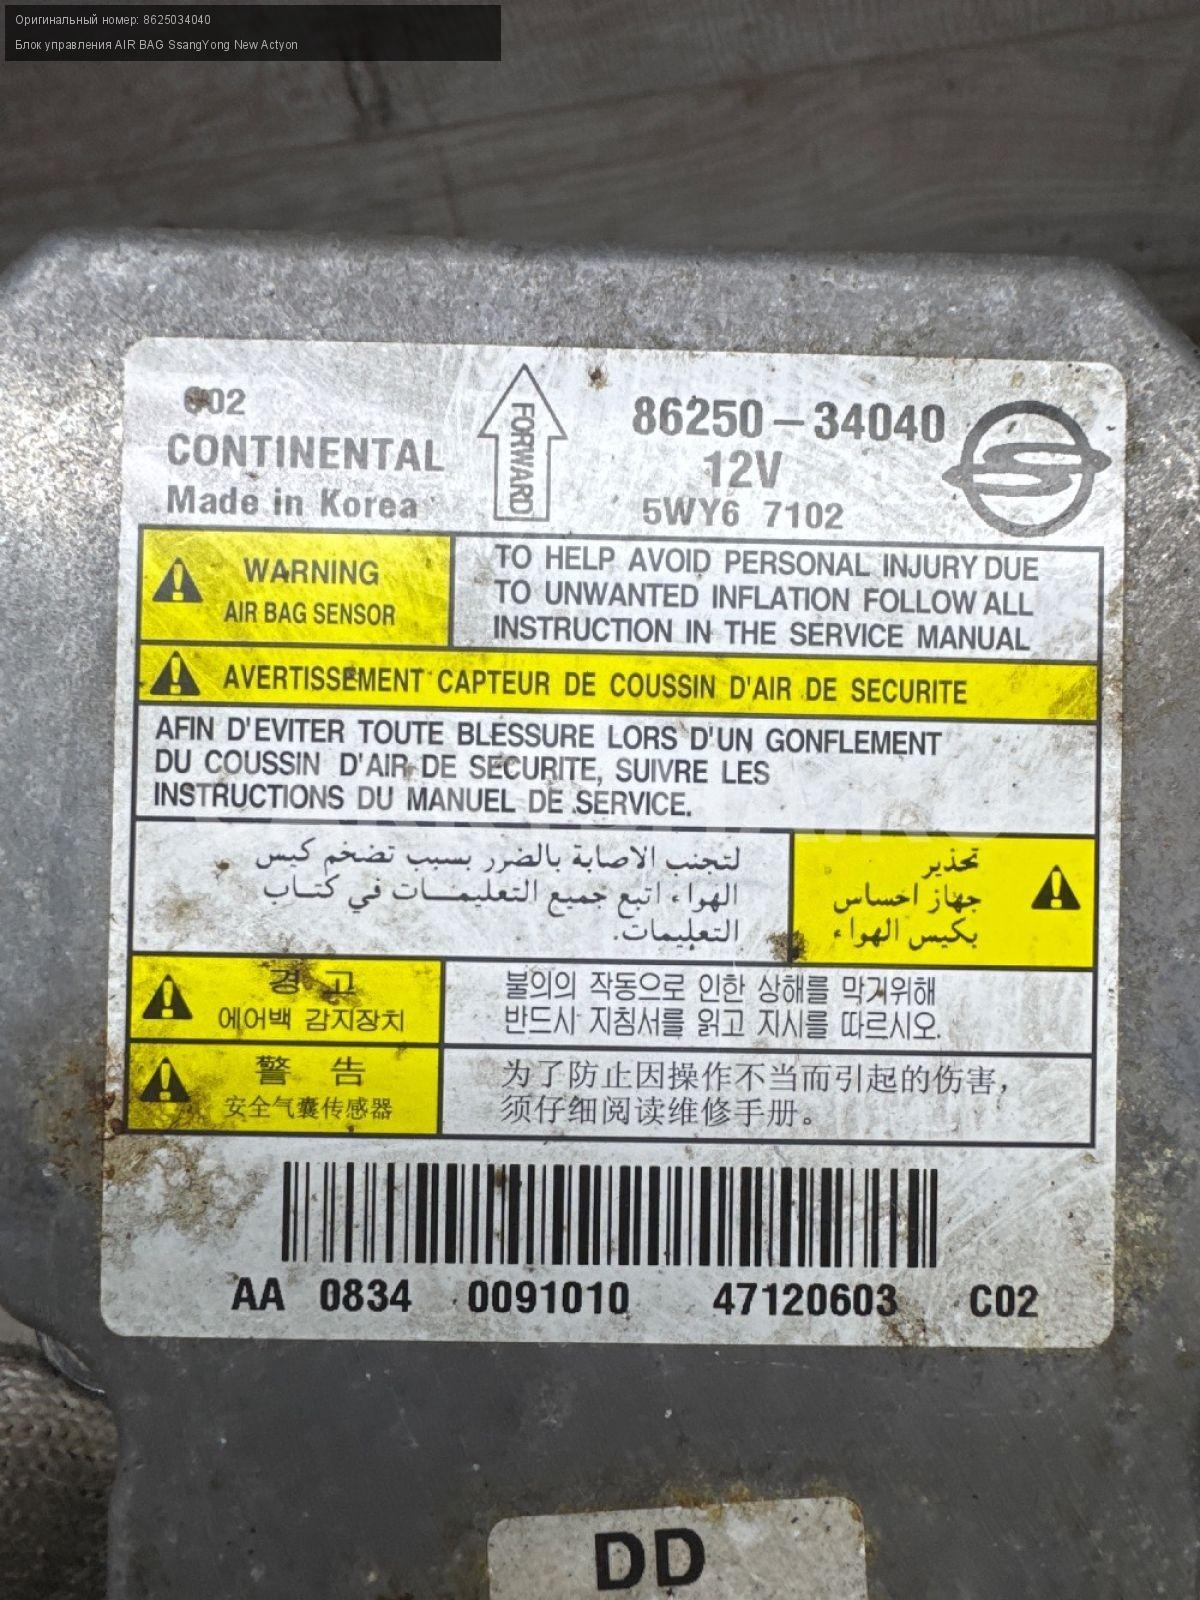 Оригинальный номер: 8625034040
Блок управления AIR BAG SsangYong New Actyon
C02
CONTINENTAL
Made in Korea
FORWARD
86250-34040
12V
5WY6 7102
WARNING
AIR BAG SENSOR
TO HELP AVOID PERSONAL INJURY DUE
TO UNWANTED INFLATION FOLLOW ALL
INSTRUCTION IN THE SERVICE MANUAL
AVERTISSEMENT CAPTEUR DE COUSSIN D'AIR DE SECURITE
AFIN D'EVITER TOUTE BLESSURE LORS D'UN GONFLEMENT
DU COUSSIN D'AIR DE SECURITE, SUIVRE LES
INSTRUCTIONS DU MANUEL DE SERVICE.
تحذير
جهاز احساس
بكيس الهواء
لتجنب الاصابة بالضرر بسبب تضخم كيس
الهواء اتبع جميع التعليمات في كتاب
التعليمات.
경 고
에어백 감지장치
불의의 작동으로 인한 상해를 막기위해
반드시 지침서를 읽고 지시를 따르시오.
警 告
安全气囊传感器
为了防止因操作不当而引起的伤害,
须仔细阅读维修手册。
AA 0834 0091010 47120603 C02
DD